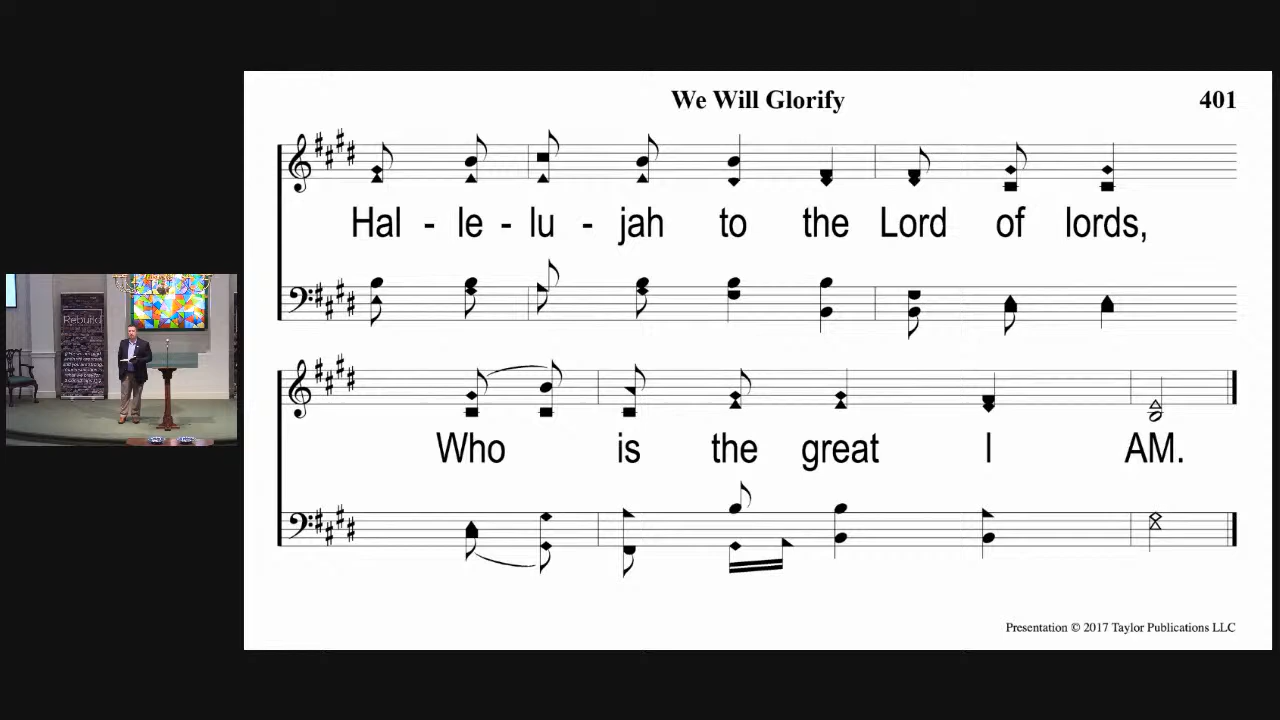 We Will Glorify
401
Hal - le - lu - jah to the Lord of lords,
Who is the great I AM.
Presentation © 2017 Taylor Publications LLC
Rebuild